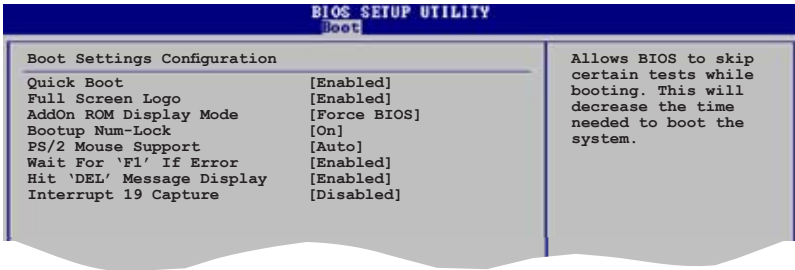 BIOS SETUP UTILITY
Boot
Boot Settings Configuration
Quick Boot [Enabled]
Full Screen Logo [Enabled]
AddOn ROM Display Mode [Force BIOS]
Bootup Num-Lock [On]
PS/2 Mouse Support [Auto]
Wait For ‘F1’ If Error [Enabled]
Hit ‘DEL’ Message Display [Enabled]
Interrupt 19 Capture [Disabled]
Allows BIOS to skip
certain tests while
booting. This will
decrease the time
needed to boot the
system.